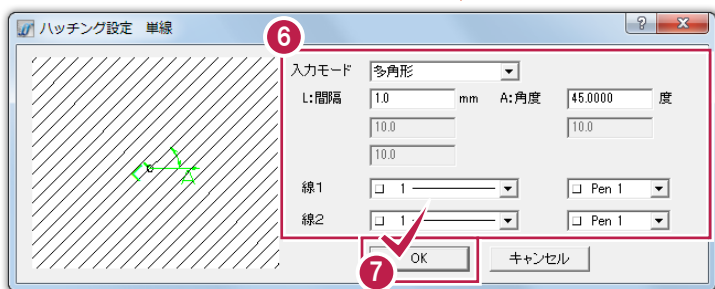 ハッチング設定 単線
?
6
入力モード 多角形
L:間隔 1.0 mm A:角度 45.0000 度
10.0 10.0
10.0
線1 1 Pen 1
線2 1 Pen 1
7 OK キャンセル